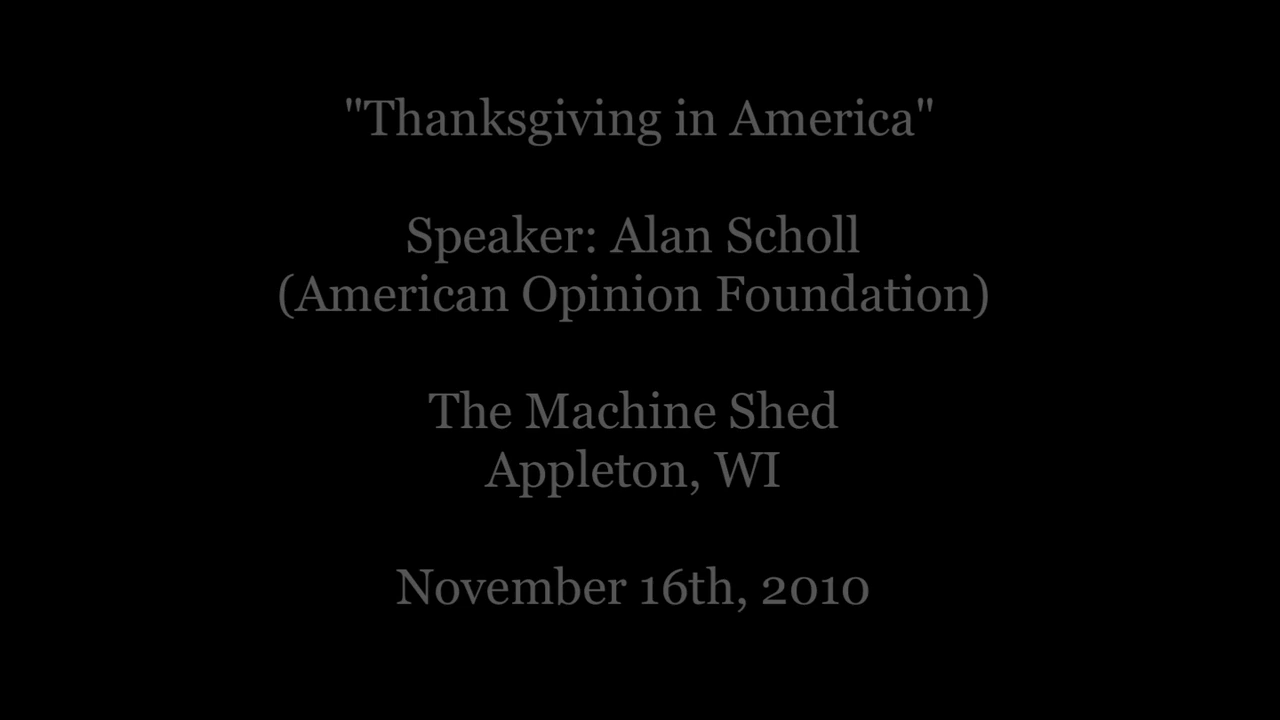 "Thanksgiving in America"
Speaker: Alan Scholl
(American Opinion Foundation)
The Machine Shed
Appleton, WI
November 16th, 2010